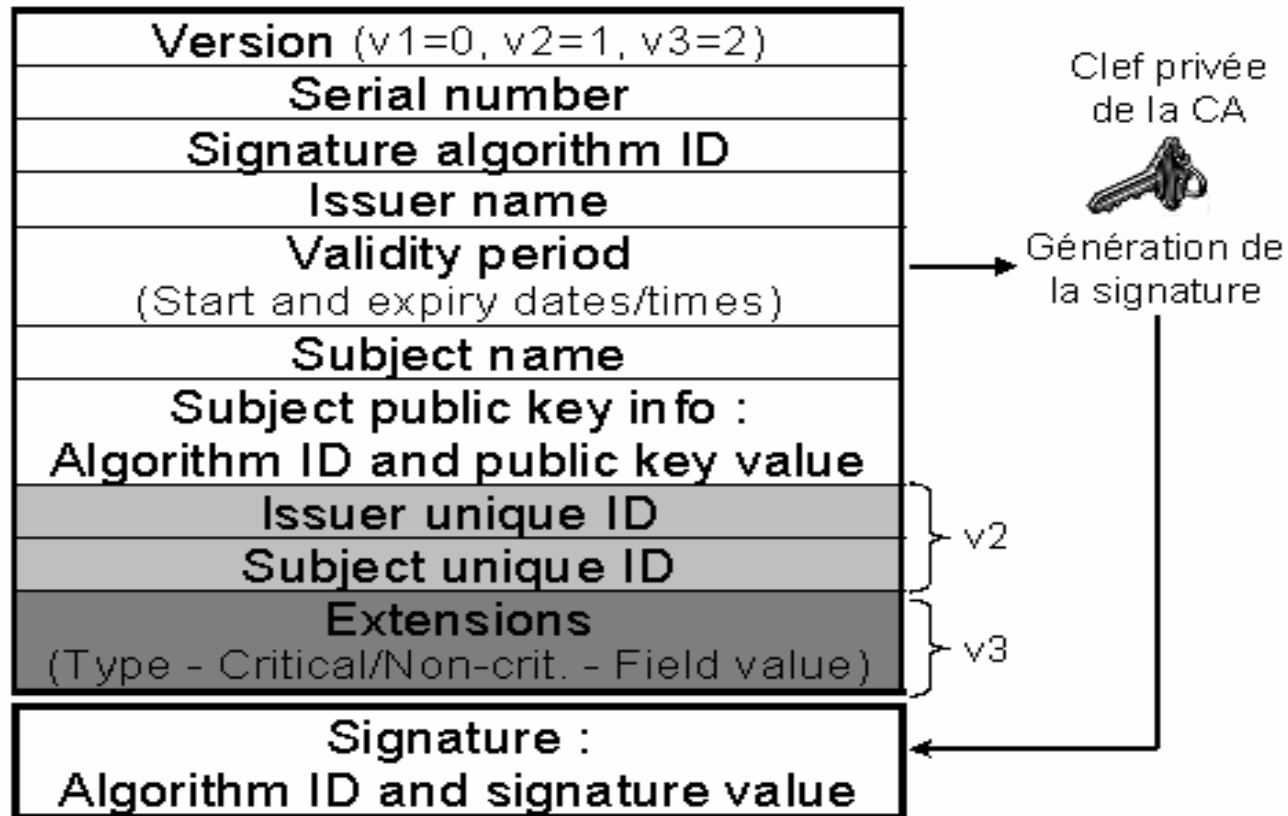 Version (v1=0, v2=1, v3=2)
Serial number
Signature algorithm ID
Issuer name
Validity period
(Start and expiry dates/times)
Subject name
Subject public key info :
Algorithm ID and public key value
Issuer unique ID
Subject unique ID
v2
Extensions
(Type - Critical/Non-crit. - Field value)
v3
Signature :
Algorithm ID and signature value
Clef privée
de la CA
Génération de
la signature